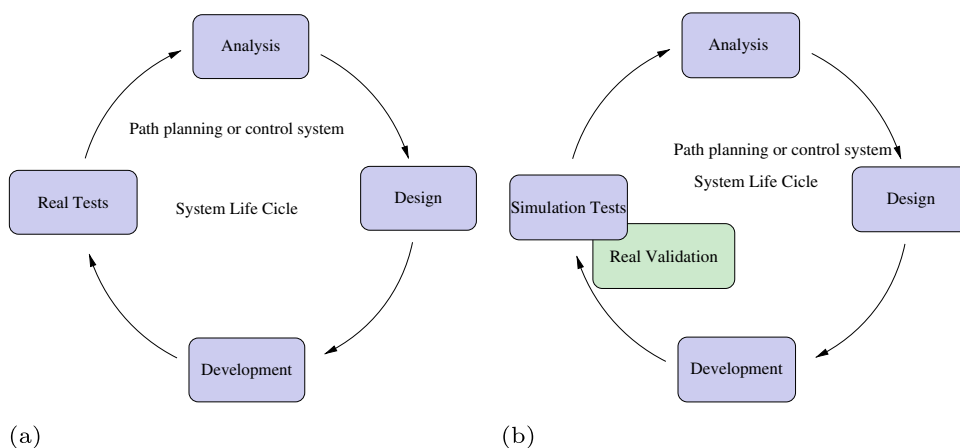 Analysis
Path planning or control system
Real Tests
System Life Cicle
Design
Development
(a)
Analysis
Path planning or control system
System Life Cicle
Simulation Tests
Design
Real Validation
Development
(b)